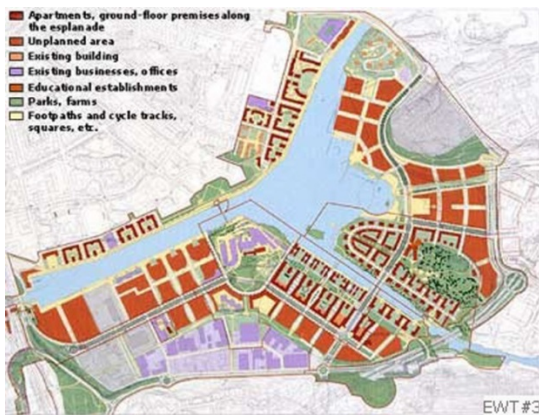 Apartments, ground-floor premises along
the esplanade
Unplanned area
Existing building
Existing businesses, offices
Educational establishments
Parks, farms
Footpaths and cycle tracks,
squares, etc.
EWT #3